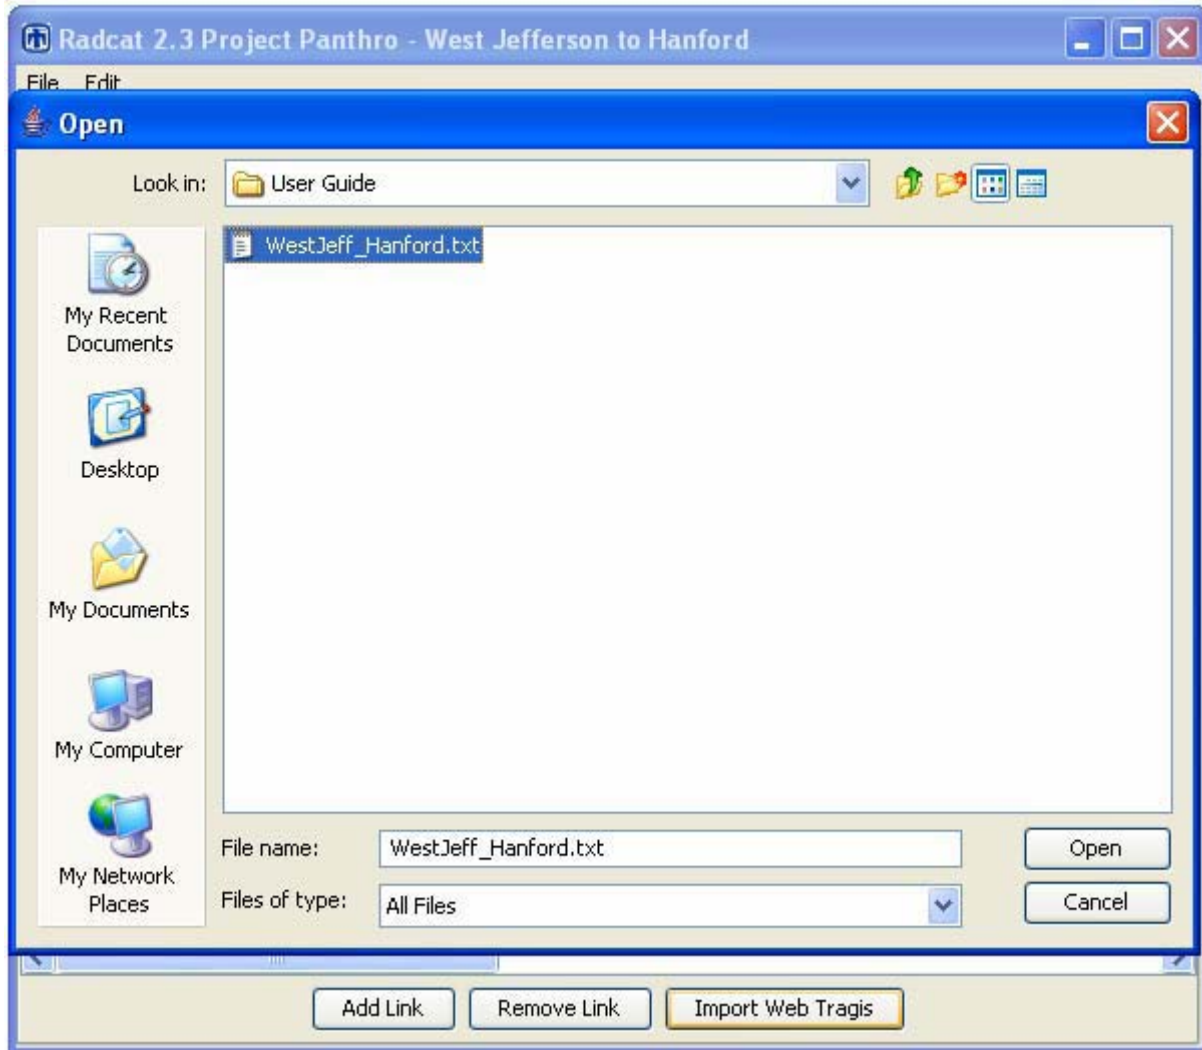 Radcat 2.3 Project Panthro - West Jefferson to Hanford
File Edit
Open
Look in: User Guide
WestJeff_Hanford.txt
My Recent
Documents
Desktop
My Documents
My Computer
My Network
Places
File name: WestJeff_Hanford.txt Open
Files of type: All Files Cancel
Add Link Remove Link Import Web Tragis